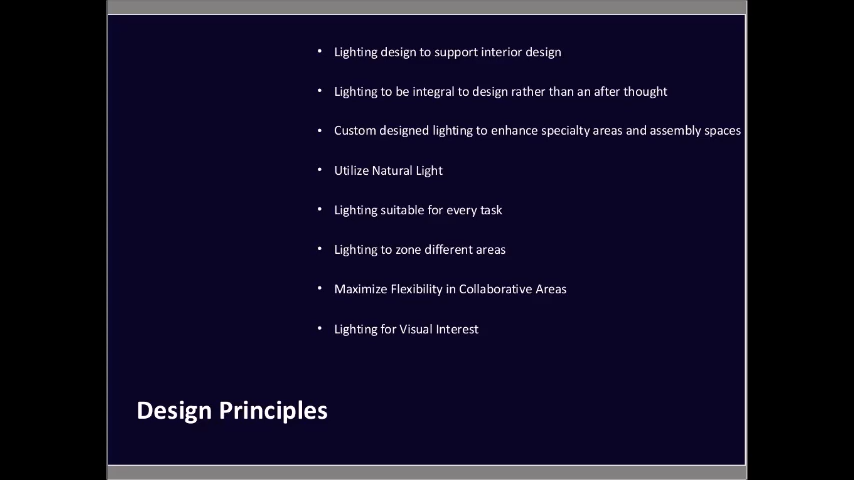 • Lighting design to support interior design
• Lighting to be integral to design rather than an after thought
• Custom designed lighting to enhance specialty areas and assembly spaces
• Utilize Natural Light
• Lighting suitable for every task
• Lighting to zone different areas
• Maximize Flexibility in Collaborative Areas
• Lighting for Visual Interest
Design Principles